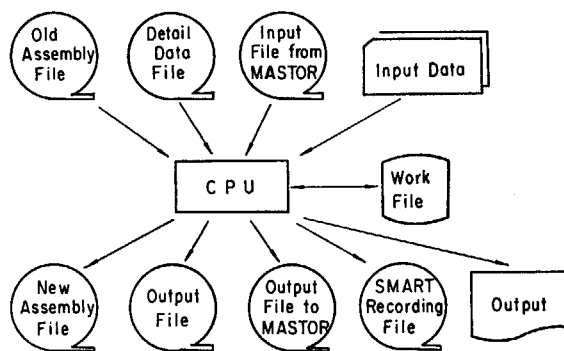 Old
Assembly
File
Detail
Data
File
Input
File from
MASTOR
Input Data
CPU
Work
File
New
Assembly
File
Output
File
Output
File to
MASTOR
SMART
Recording
File
Output